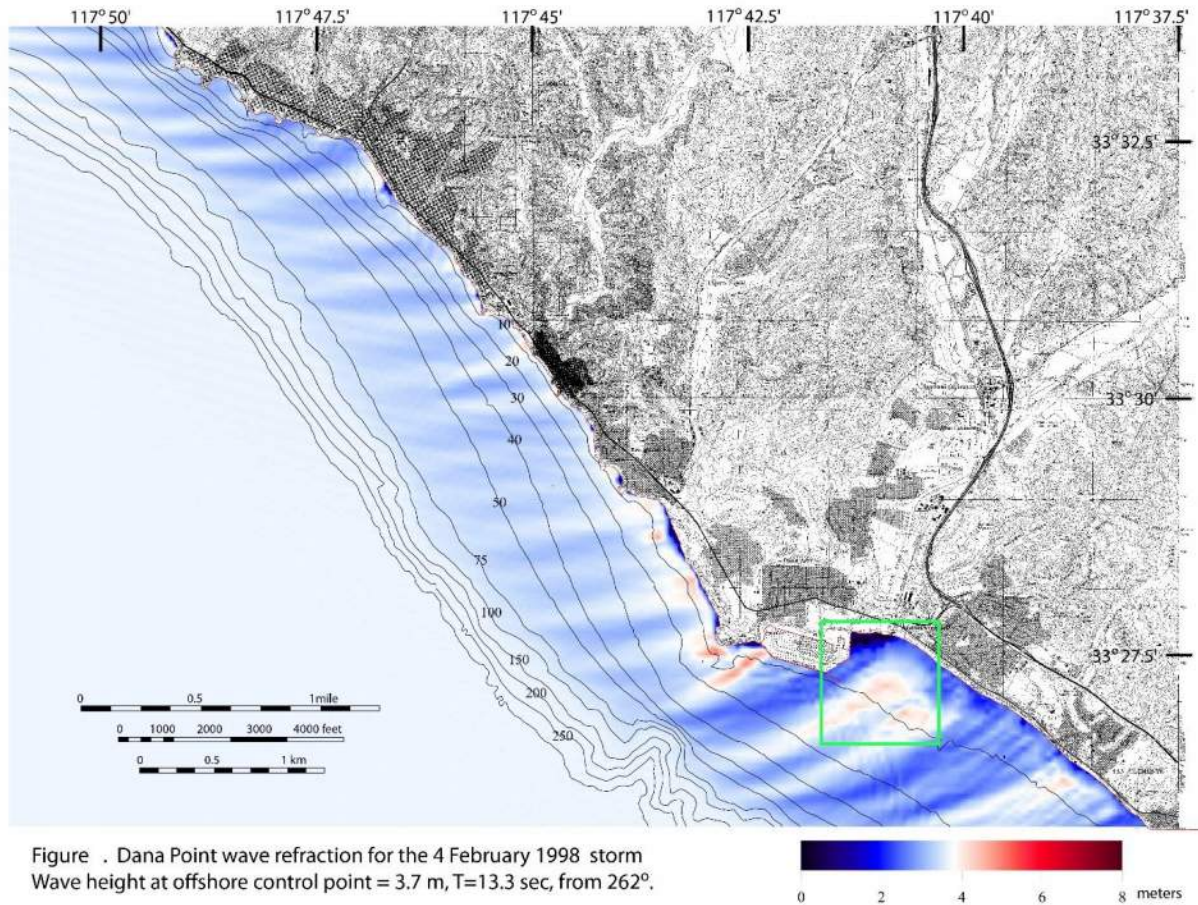 117°50' 117°47.5' 117°45' 117°42.5' 117°40' 117°37.5'
33°32.5'
10
20
30
33°30'
40
50
75
100
150
33°27.5'
200
250
0 0.5 1mile
0 1000 2000 3000 4000 feet
0 0.5 1 km
Figure . Dana Point wave refraction for the 4 February 1998 storm
Wave height at offshore control point = 3.7 m, T=13.3 sec, from 262°.
0 2 4 6 8 meters